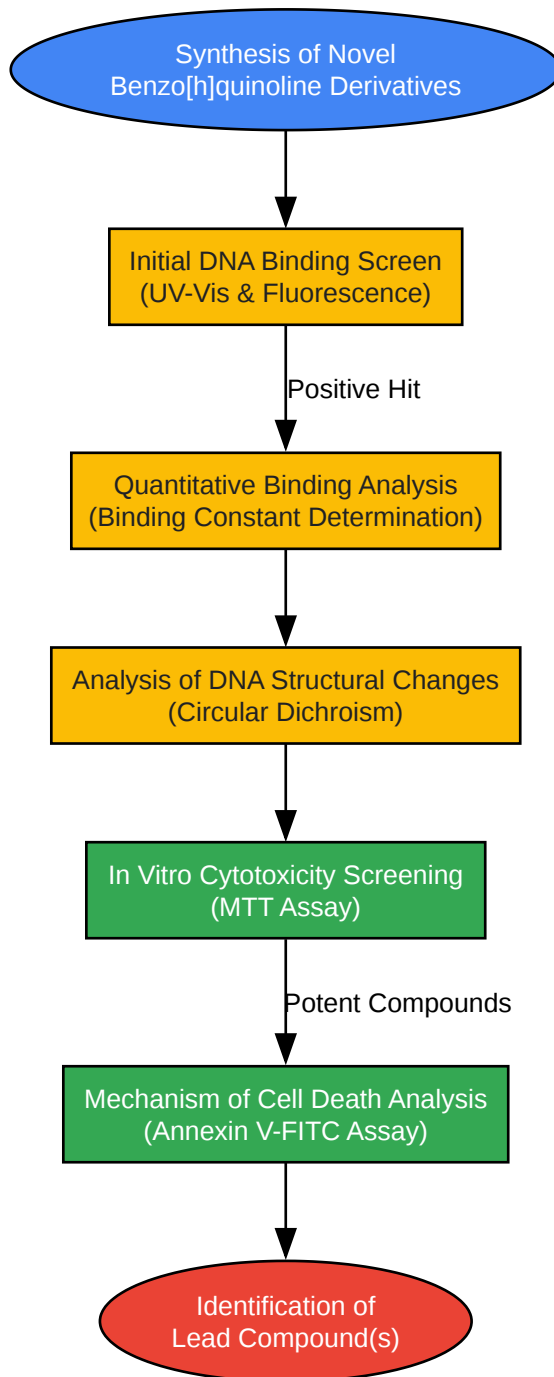 Synthesis of Novel
Benzo[h]quinoline Derivatives
Initial DNA Binding Screen
(UV-Vis & Fluorescence)
Positive Hit
Quantitative Binding Analysis
(Binding Constant Determination)
Analysis of DNA Structural Changes
(Circular Dichroism)
In Vitro Cytotoxicity Screening
(MTT Assay)
Potent Compounds
Mechanism of Cell Death Analysis
(Annexin V-FITC Assay)
Identification of
Lead Compound(s)